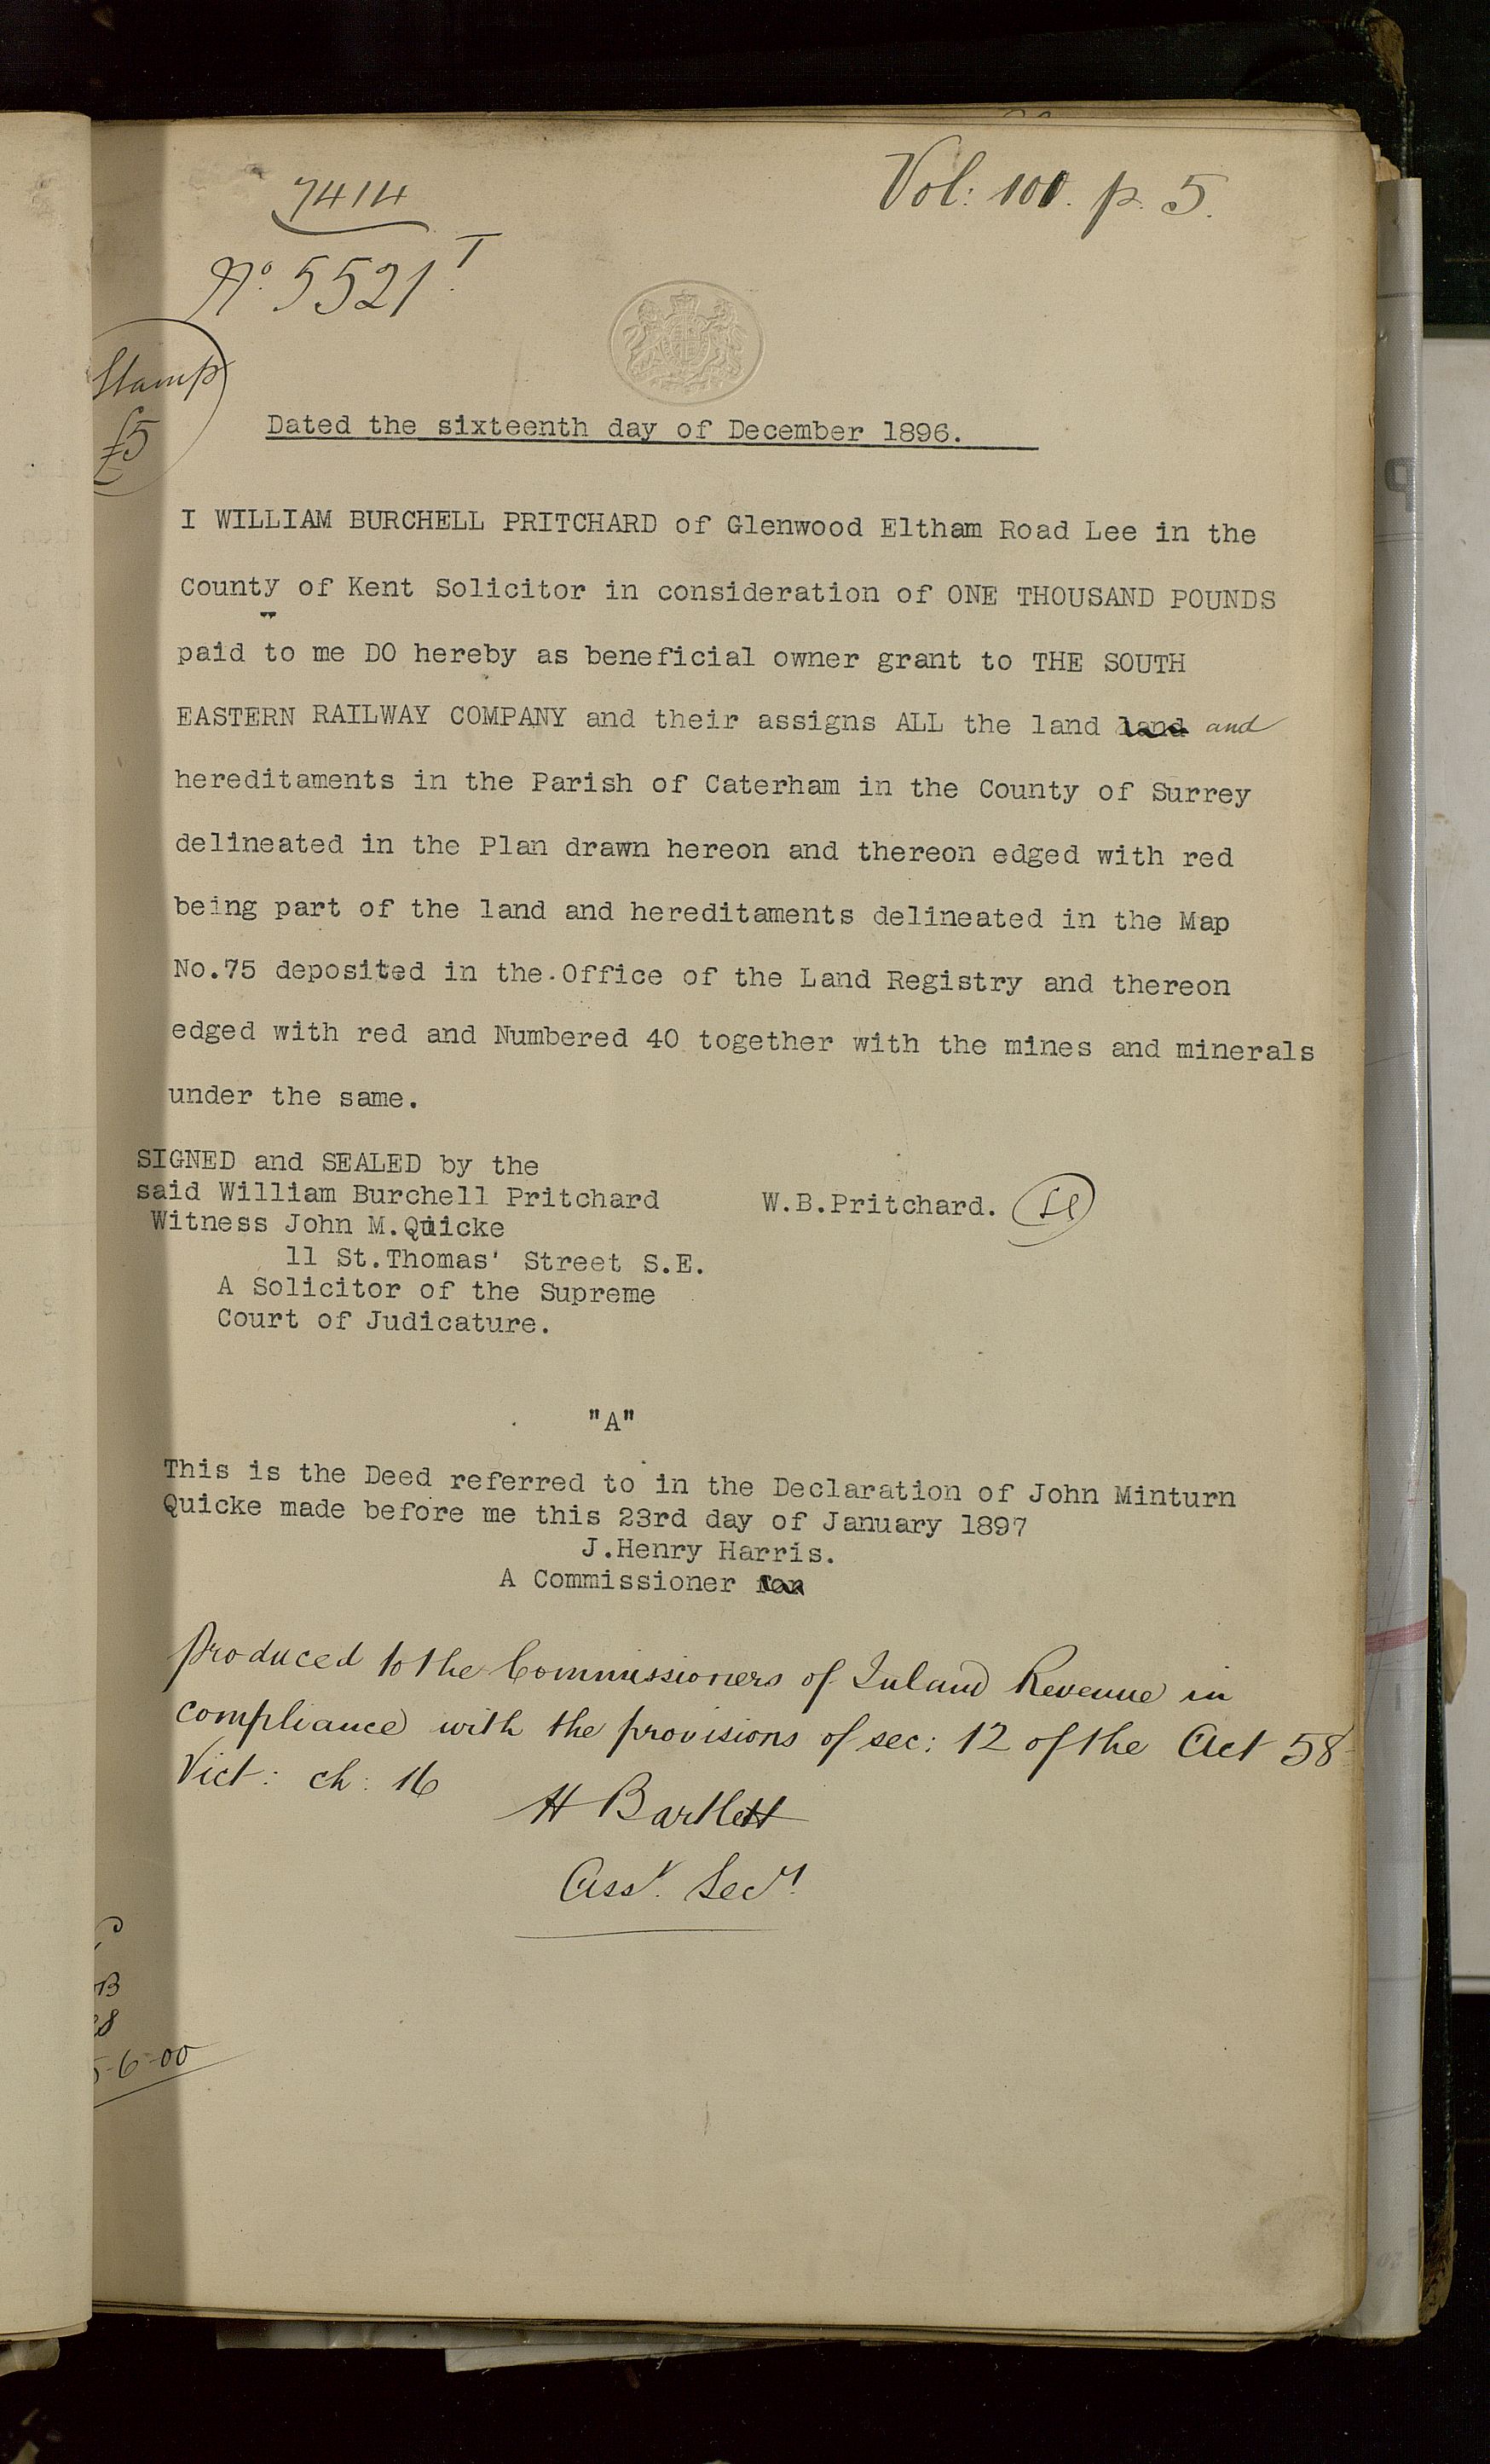 7414
Vol: 100. p. 5.
No. 5521 T
Stamp
£5
Dated the sixteenth day of December 1896.
I WILLIAM BURCHELL PRITCHARD of Glenwood Eltham Road Lee in the
County of Kent Solicitor in consideration of ONE THOUSAND POUNDS
paid to me DO hereby as beneficial owner grant to THE SOUTH
EASTERN RAILWAY COMPANY and their assigns ALL the land land and
hereditaments in the Parish of Caterham in the County of Surrey
delineated in the Plan drawn hereon and thereon edged with red
being part of the land and hereditaments delineated in the Map
No.75 deposited in the Office of the Land Registry and thereon
edged with red and Numbered 40 together with the mines and minerals
under the same.
SIGNED and SEALED by the
said William Burchell Pritchard
W.B.Pritchard.
Witness John M.Quicke
11 St.Thomas' Street S.E.
A Solicitor of the Supreme
Court of Judicature.
"A"
This is the Deed referred to in the Declaration of John Minturn
Quicke made before me this 23rd day of January 1897
J.Henry Harris.
A Commissioner for
Produced to the Commissioners of Inland Revenue in
compliance with the provisions of sec: 12 of the Act 58
Vict: ch: 16
H Bartlett
Asst. Secy.
6-00